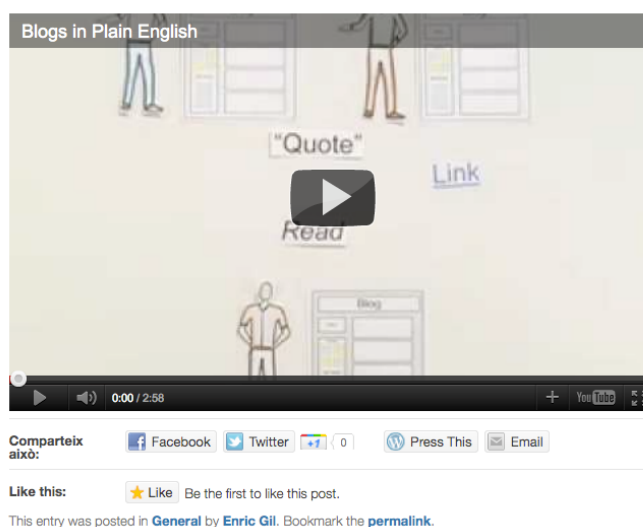 Blogs in Plain English
"Quote"
Link
Read
Blog
0:00 / 2:58
YouTube
Comparteix això:
Facebook
Twitter
+1
0
Press This
Email
Like this:
Like
Be the first to like this post.
This entry was posted in General by Enric Gil. Bookmark the permalink.